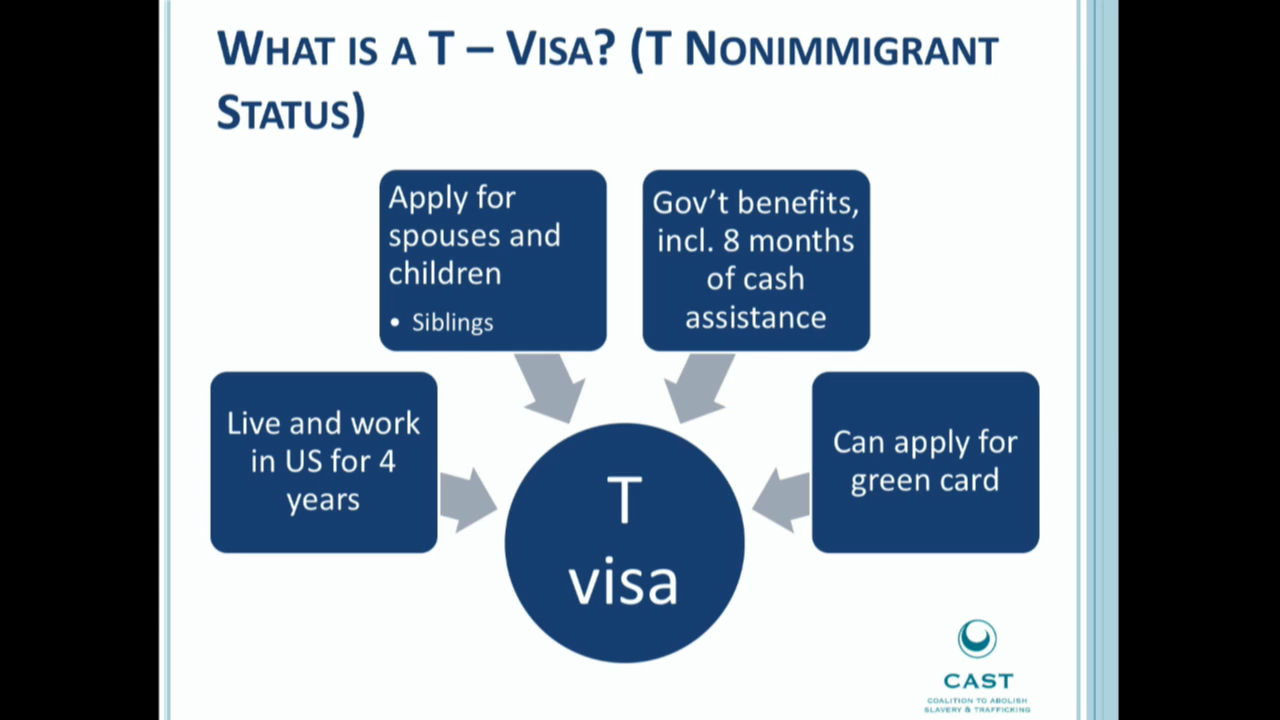 WHAT IS A T – VISA? (T NONIMMIGRANT
STATUS)
Apply for
spouses and
children
• Siblings
Gov’t benefits,
incl. 8 months
of cash
assistance
Live and work
in US for 4
years
Can apply for
green card
T
visa
CAST
COALITION TO ABOLISH
SLAVERY & TRAFFICKING